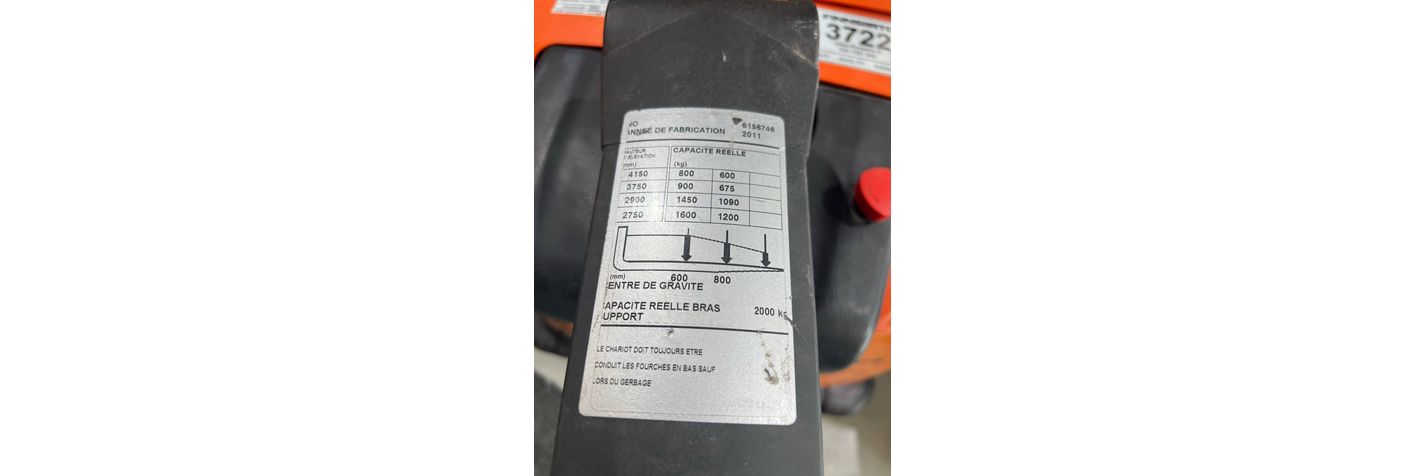 3722
NO 6156746
ANNEE DE FABRICATION 2011
HAUTEUR CAPACITE REELLE
D'ELEVATION
(mm) (kg)
4150 800 600
3750 900 675
2900 1450 1090
2750 1600 1200
(mm) 600 800
CENTRE DE GRAVITE
CAPACITE REELLE BRAS 2000 kg
SUPPORT
LE CHARIOT DOIT TOUJOURS ETRE
CONDUIT LES FOURCHES EN BAS SAUF
LORS DU GERBAGE